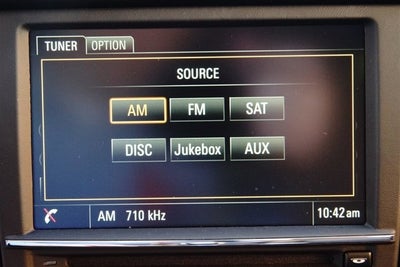 TUNER OPTION
SOURCE
AM FM SAT
DISC Jukebox AUX
AM 710 kHz 10:42 am